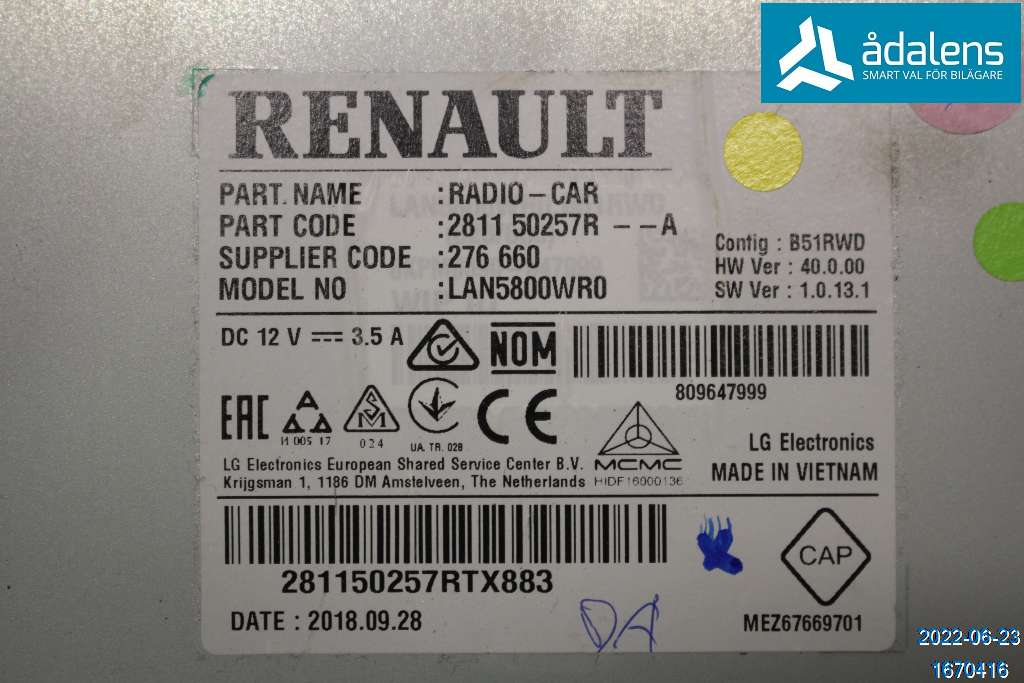 ådalens
SMART VAL FÖR BILÄGARE
RENAULT
PART. NAME : RADIO - CAR
PART CODE : 2811 50257R - - A
SUPPLIER CODE : 276 660
MODEL NO : LAN5800WR0
Config : B51RWD
HW Ver : 40.0.00
SW Ver : 1.0.13.1
DC 12 V 3.5 A
NOM
809647999
EAC
И 005 17
SM
024
UA. TR. 028
CE
MCMC
HIDF16000136
LG Electronics
MADE IN VIETNAM
LG Electronics European Shared Service Center B.V.
Krijgsman 1, 1186 DM Amstelveen, The Netherlands
281150257RTX883
CAP
DATE : 2018.09.28
DA
MEZ67669701
2022-06-23
1670416